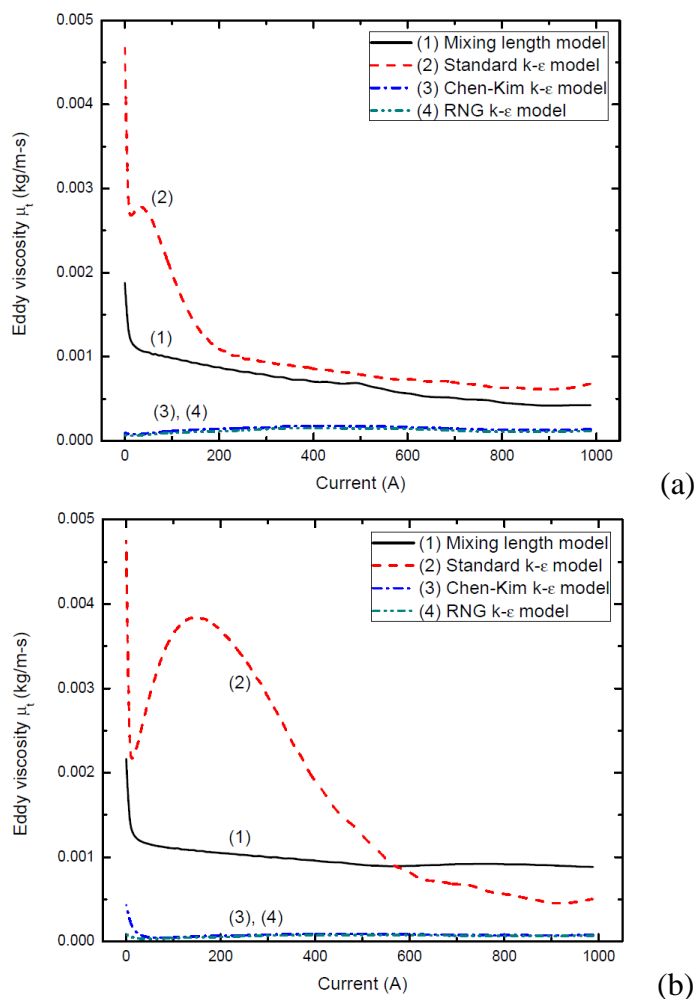 0.005
0.004
0.003
0.002
0.001
0.000
Eddy viscosity μt (kg/m-s)
(1) Mixing length model
(2) Standard k-ε model
(3) Chen-Kim k-ε model
(4) RNG k-ε model
(2)
(1)
(3), (4)
0 200 400 600 800 1000
Current (A)
(a)
0.005
0.004
0.003
0.002
0.001
0.000
Eddy viscosity μt (kg/m-s)
(1) Mixing length model
(2) Standard k-ε model
(3) Chen-Kim k-ε model
(4) RNG k-ε model
(2)
(1)
(3), (4)
0 200 400 600 800 1000
Current (A)
(b)